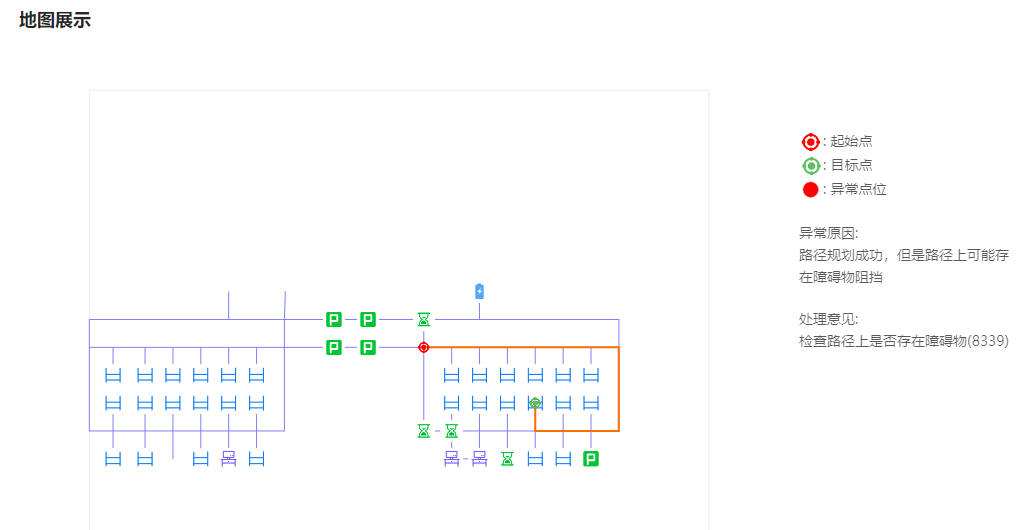 地图展示
: 起始点
: 目标点
: 异常点位
异常原因:
路径规划成功，但是路径上可能存
在障碍物阻挡
处理意见:
检查路径上是否存在障碍物(8339)
P
P
P
P
P